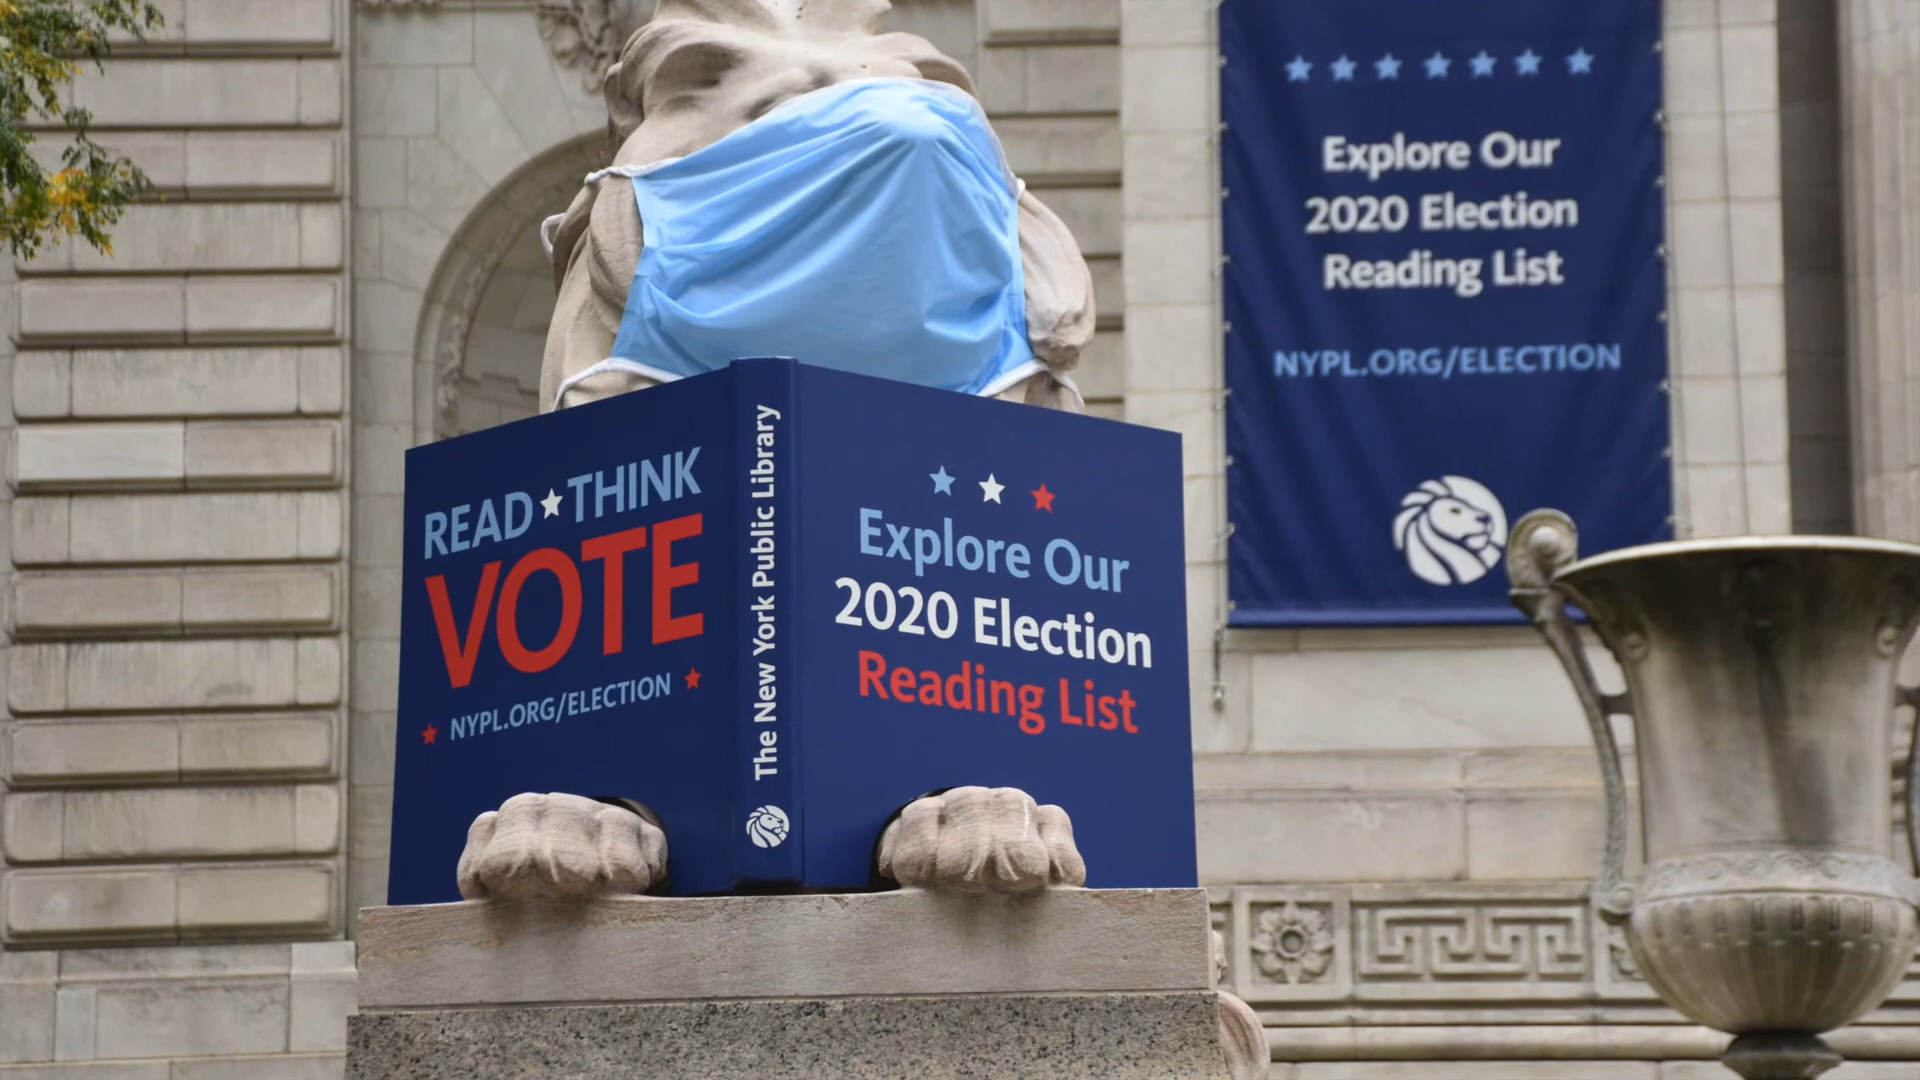 READ ★ THINK
VOTE
NYPL.ORG/ELECTION
The New York Public Library
Explore Our
2020 Election
Reading List
Explore Our
2020 Election
Reading List
NYPL.ORG/ELECTION